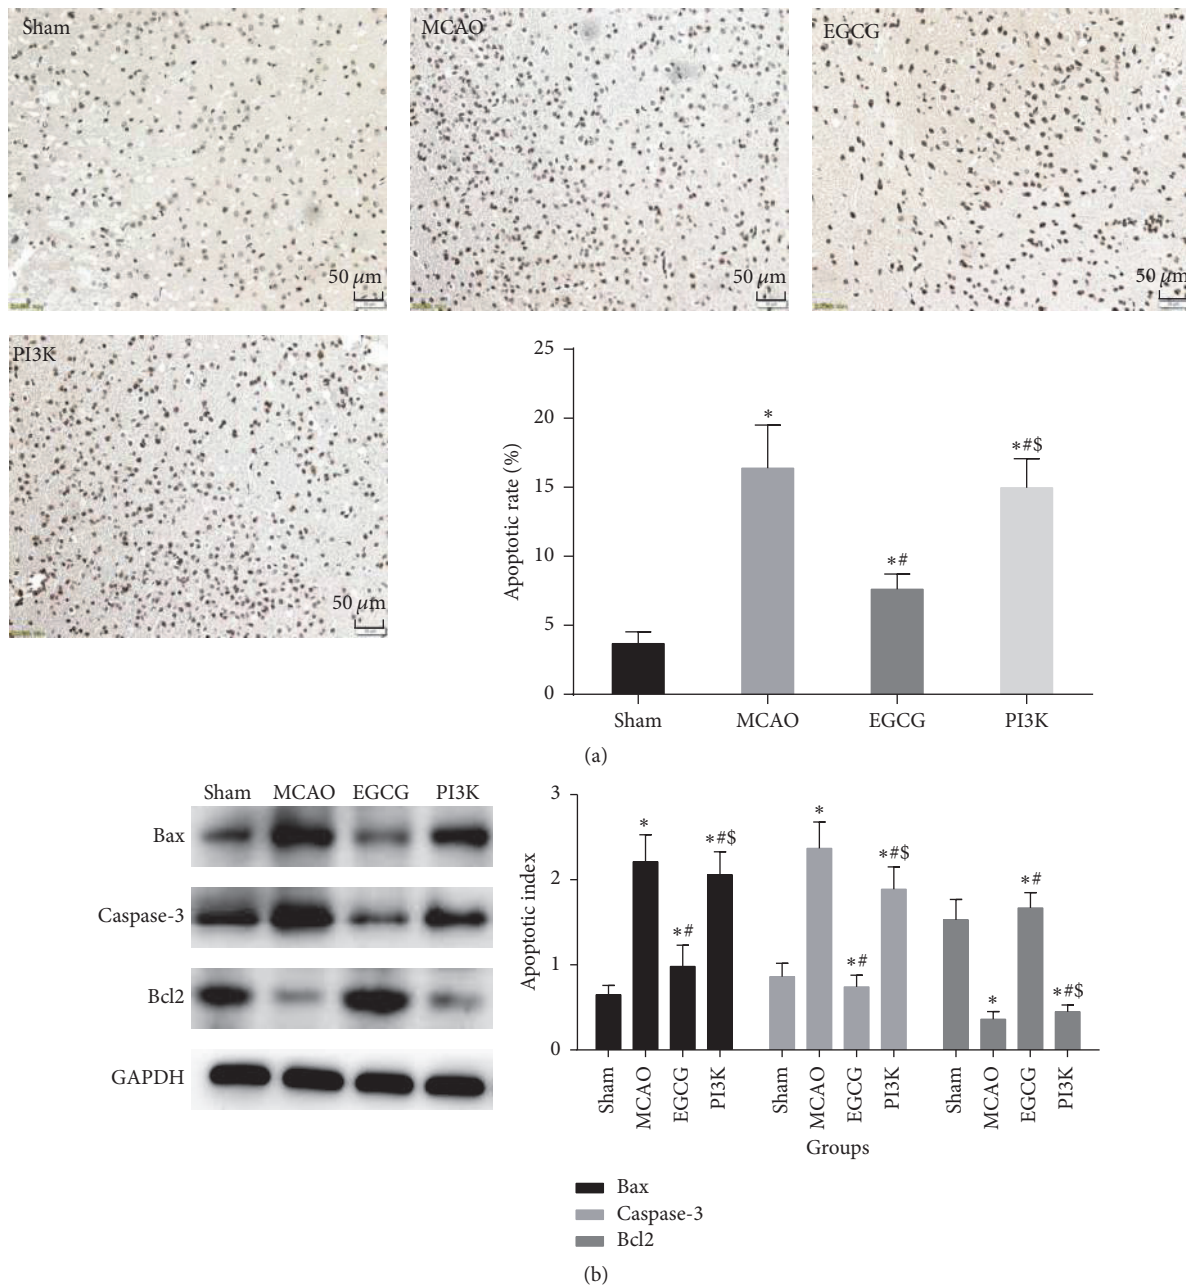 Sham
MCAO
EGCG
50 µm
50 µm
50 µm
PI3K
50 µm
Apoptotic rate (%)
25
20
15
10
5
0
*
*#
*#$
Sham MCAO EGCG PI3K
(a)
Sham MCAO EGCG PI3K
Bax
Caspase-3
Bcl2
GAPDH
Apoptotic index
3
2
1
0
* *# *#$
* *# *#$
* *# *#$
Sham MCAO EGCG PI3K Sham MCAO EGCG PI3K Sham MCAO EGCG PI3K
Groups
Bax
Caspase-3
Bcl2
(b)